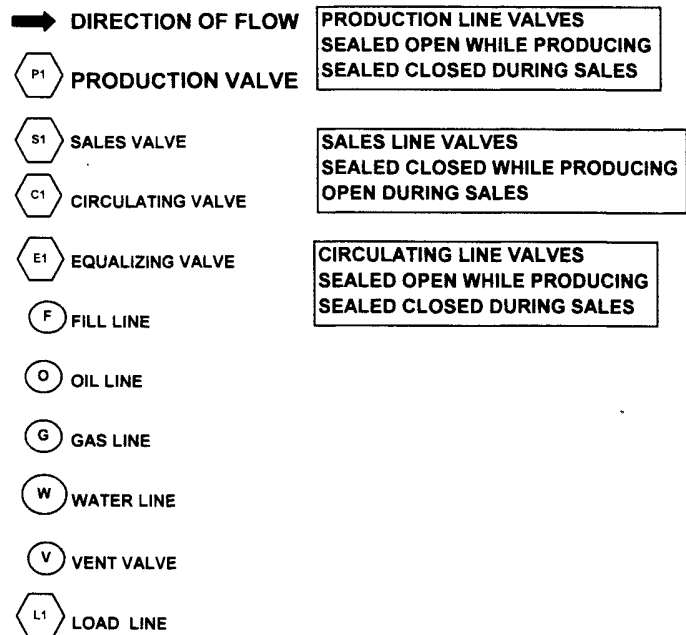 DIRECTION OF FLOW
P1 PRODUCTION VALVE
S1 SALES VALVE
C1 CIRCULATING VALVE
E1 EQUALIZING VALVE
F FILL LINE
O OIL LINE
G GAS LINE
W WATER LINE
V VENT VALVE
L1 LOAD LINE
PRODUCTION LINE VALVES
SEALED OPEN WHILE PRODUCING
SEALED CLOSED DURING SALES
SALES LINE VALVES
SEALED CLOSED WHILE PRODUCING
OPEN DURING SALES
CIRCULATING LINE VALVES
SEALED OPEN WHILE PRODUCING
SEALED CLOSED DURING SALES